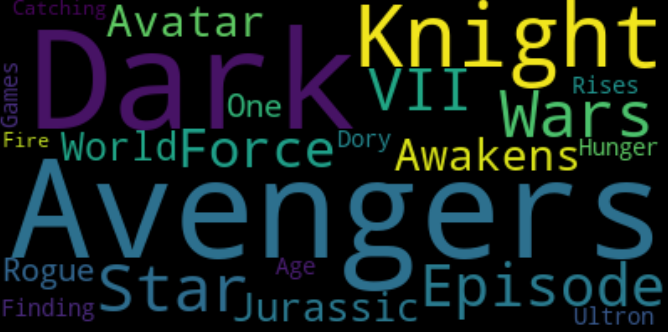 Catching
Avatar
Knight
Dark
VII
Rises
Games
One
Wars
Fire
World
Force
Dory
Awakens
Hunger
Avengers
Rogue
Star
Age
Episode
Finding
Jurassic
Ultron